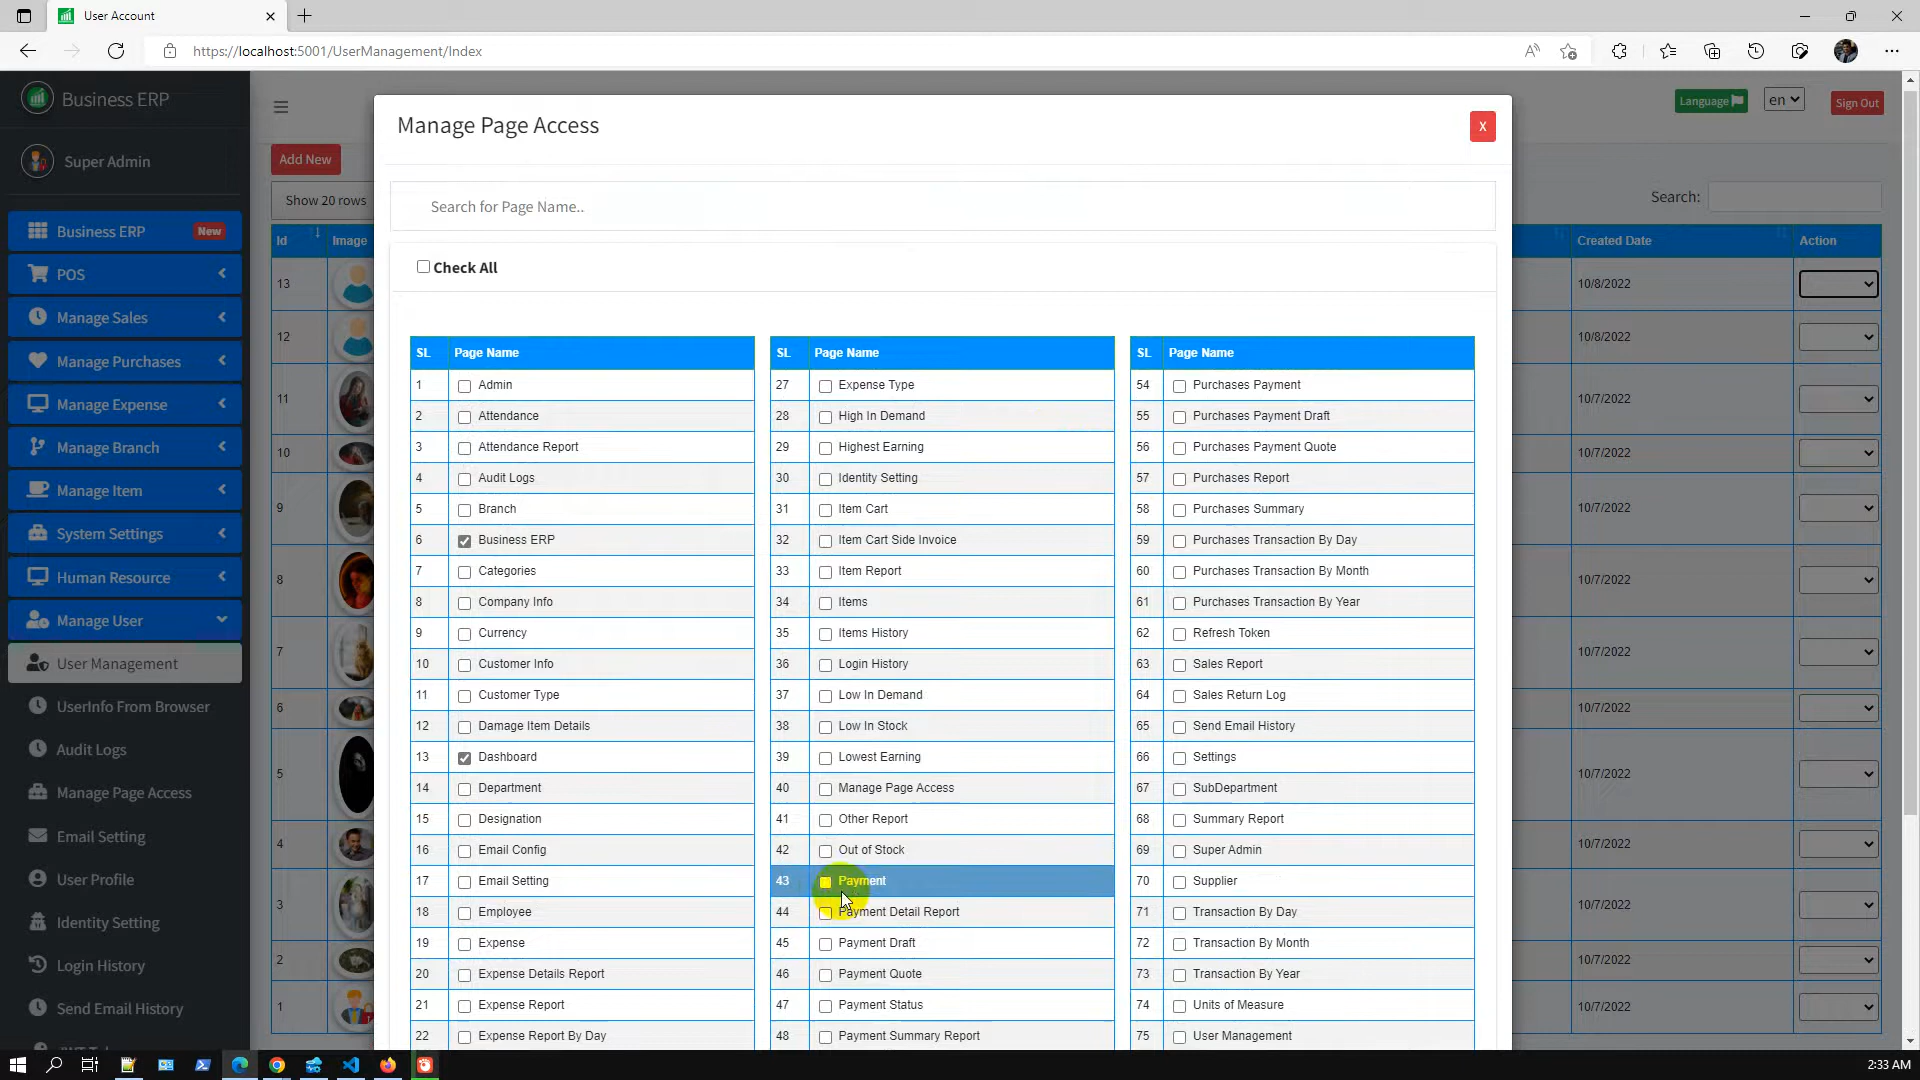 User Account
https://localhost:5001/UserManagement/Index
Business ERP
Super Admin
Business ERP New
POS
Manage Sales
Manage Purchases
Manage Expense
Manage Branch
Manage Item
System Settings
Human Resource
Manage User
User Management
UserInfo From Browser
Audit Logs
Manage Page Access
Email Setting
User Profile
Identity Setting
Login History
Send Email History
Language en Sign Out
Add New
Show 20 rows
Search:
Id Image Created Date Action
13 10/8/2022
12 10/8/2022
11 10/7/2022
10 10/7/2022
9 10/7/2022
8 10/7/2022
7 10/7/2022
6 10/7/2022
5 10/7/2022
4 10/7/2022
3 10/7/2022
2 10/7/2022
1 10/7/2022
Manage Page Access X
Search for Page Name..
Check All
SL Page Name
1 Admin
2 Attendance
3 Attendance Report
4 Audit Logs
5 Branch
6 Business ERP
7 Categories
8 Company Info
9 Currency
10 Customer Info
11 Customer Type
12 Damage Item Details
13 Dashboard
14 Department
15 Designation
16 Email Config
17 Email Setting
18 Employee
19 Expense
20 Expense Details Report
21 Expense Report
22 Expense Report By Day
SL Page Name
27 Expense Type
28 High In Demand
29 Highest Earning
30 Identity Setting
31 Item Cart
32 Item Cart Side Invoice
33 Item Report
34 Items
35 Items History
36 Login History
37 Low In Demand
38 Low In Stock
39 Lowest Earning
40 Manage Page Access
41 Other Report
42 Out of Stock
43 Payment
44 Payment Detail Report
45 Payment Draft
46 Payment Quote
47 Payment Status
48 Payment Summary Report
SL Page Name
54 Purchases Payment
55 Purchases Payment Draft
56 Purchases Payment Quote
57 Purchases Report
58 Purchases Summary
59 Purchases Transaction By Day
60 Purchases Transaction By Month
61 Purchases Transaction By Year
62 Refresh Token
63 Sales Report
64 Sales Return Log
65 Send Email History
66 Settings
67 SubDepartment
68 Summary Report
69 Super Admin
70 Supplier
71 Transaction By Day
72 Transaction By Month
73 Transaction By Year
74 Units of Measure
75 User Management
2:33 AM